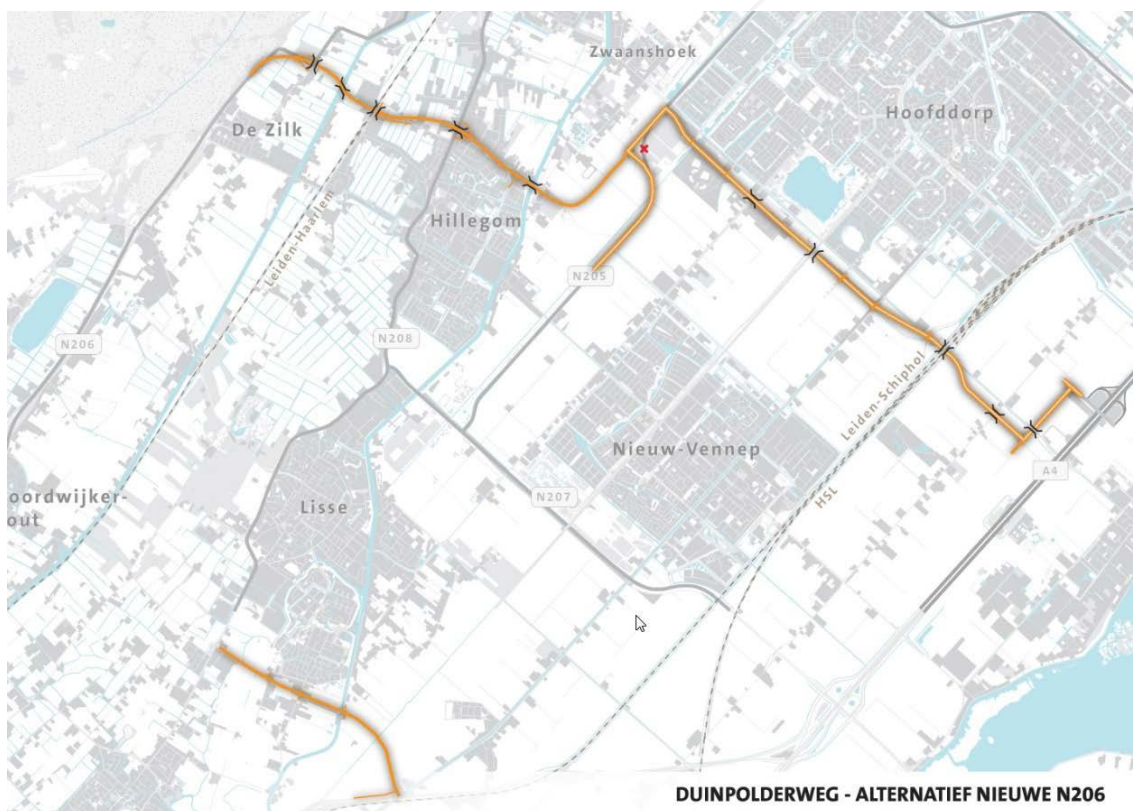 Zwaanshoek
Hoofddorp
De Zilk
Leiden-Haarlem
Hillegom
N205
N206
N208
Leiden-Schiphol
Nieuw-Vennep
A4
oordwijker-
out
Lisse
N207
HSL
DUINPOLDERWEG - ALTERNATIEF NIEUWE N206